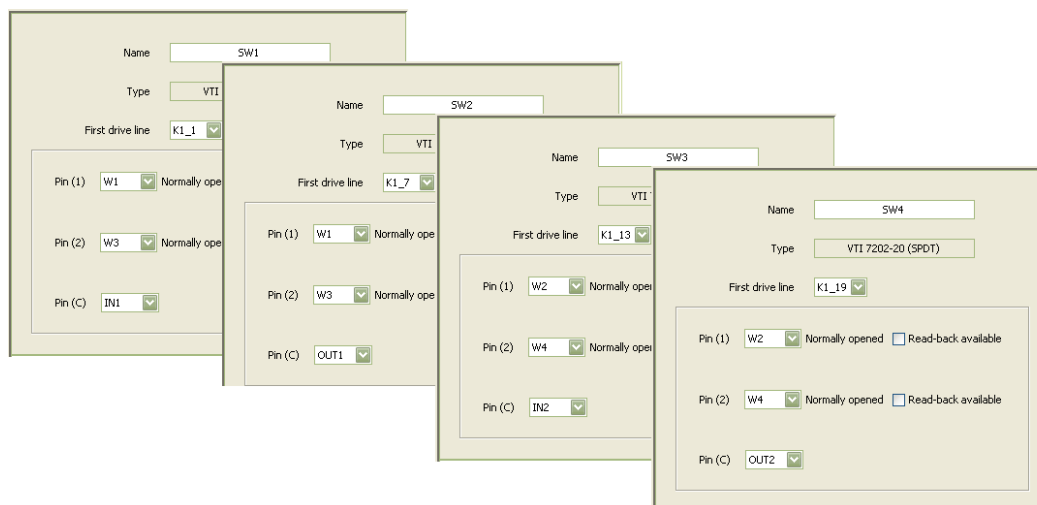 Name SW1
Type VTI
First drive line K1_1
Pin (1) W1 Normally ope
Pin (2) W3 Normally ope
Pin (C) IN1
Name SW2
Type VTI
First drive line K1_7
Pin (1) W1 Normally ope
Pin (2) W3 Normally ope
Pin (C) OUT1
Name SW3
Type VTI
First drive line K1_13
Pin (1) W2 Normally ope
Pin (2) W4 Normally ope
Pin (C) IN2
Name SW4
Type VTI 7202-20 (SPDT)
First drive line K1_19
Pin (1) W2 Normally opened Read-back available
Pin (2) W4 Normally opened Read-back available
Pin (C) OUT2